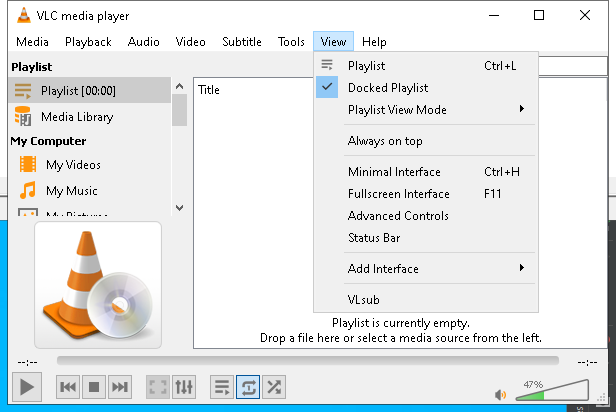 VLC media player
Media Playback Audio Video Subtitle Tools View Help
Playlist
Playlist [00:00]
Media Library
My Computer
My Videos
My Music
My Pictures
Title
Playlist Ctrl+L
Docked Playlist
Playlist View Mode
Always on top
Minimal Interface Ctrl+H
Fullscreen Interface F11
Advanced Controls
Status Bar
Add Interface
VLsub
Playlist is currently empty.
Drop a file here or select a media source from the left.
--:-- --:--
47%